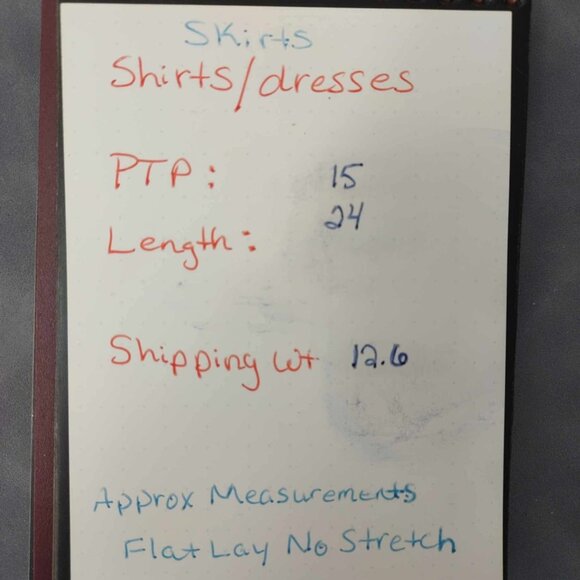 Skirts
Shirts/dresses
PTP: 15
Length: 24
Shipping wt 12.6
Approx Measurements
Flat Lay No Stretch